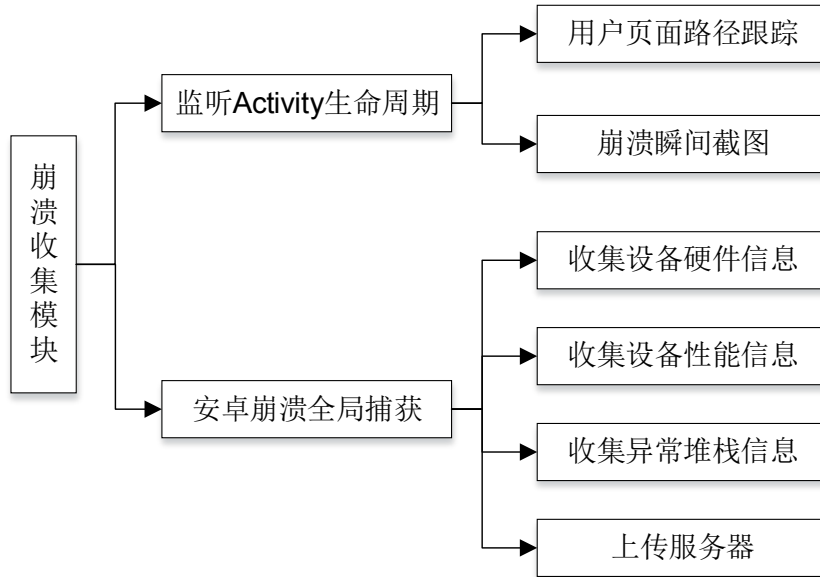 崩溃收集模块
监听Activity生命周期
用户页面路径跟踪
崩溃瞬间截图
安卓崩溃全局捕获
收集设备硬件信息
收集设备性能信息
收集异常堆栈信息
上传服务器